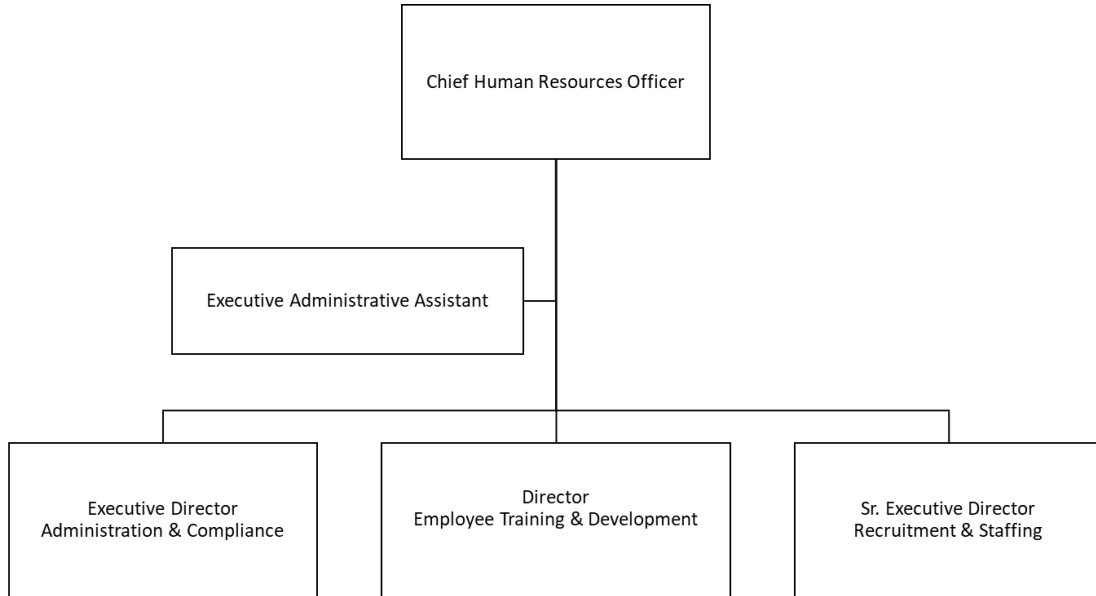 Chief Human Resources Officer
Executive Administrative Assistant
Executive Director
Administration & Compliance
Director
Employee Training & Development
Sr. Executive Director
Recruitment & Staffing